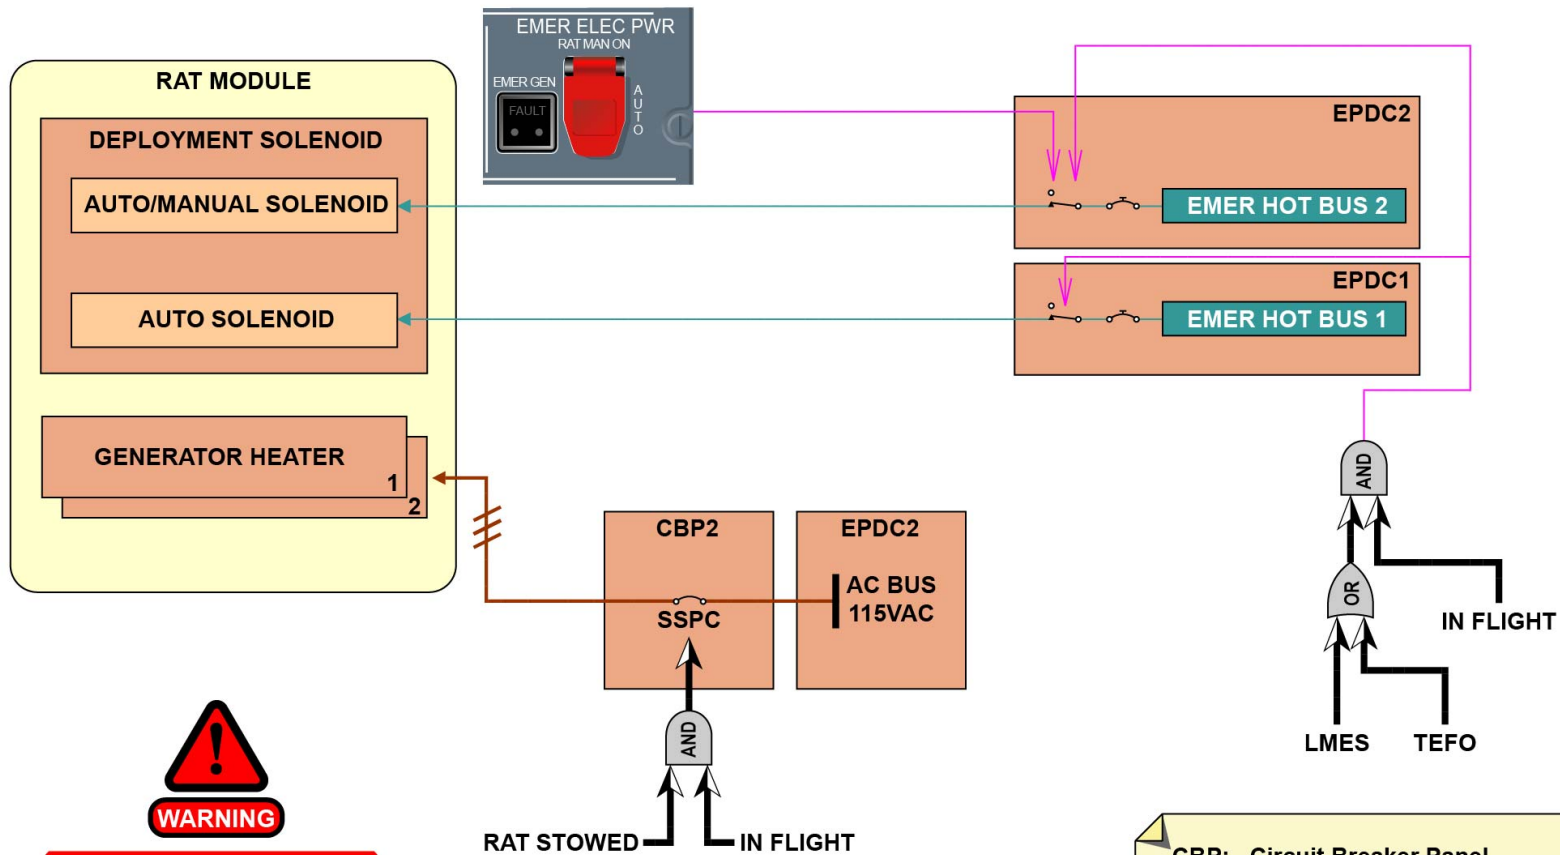 EMER ELEC PWR
RAT MAN ON
EMER GEN
FAULT
AUTO
RAT MODULE
DEPLOYMENT SOLENOID
AUTO/MANUAL SOLENOID
AUTO SOLENOID
GENERATOR HEATER
1
2
EPDC2
EMER HOT BUS 2
EPDC1
EMER HOT BUS 1
CBP2
SSPC
EPDC2
AC BUS
115VAC
AND
RAT STOWED
IN FLIGHT
AND
OR
IN FLIGHT
LMES
TEFO
WARNING
CBP: Circuit Breaker Panel